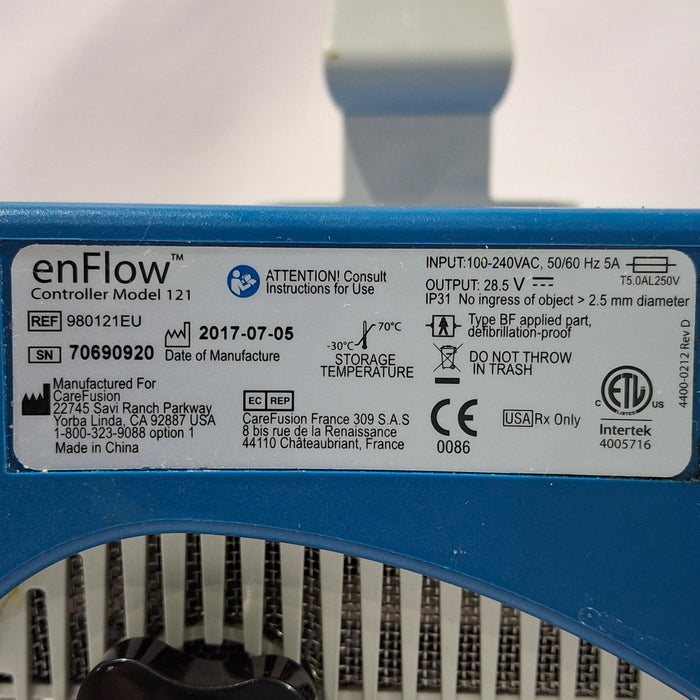 enFlow™
Controller Model 121
REF 980121EU
SN 70690920
2017-07-05
Date of Manufacture
Manufactured For
CareFusion
22745 Savi Ranch Parkway
Yorba Linda, CA 92887 USA
1-800-323-9088 option 1
Made in China
ATTENTION! Consult
Instructions for Use
-30°C 70°C
STORAGE
TEMPERATURE
EC REP
CareFusion France 309 S.A.S
8 bis rue de la Renaissance
44110 Châteaubriant, France
INPUT:100-240VAC, 50/60 Hz 5A
T5.0AL250V
OUTPUT: 28.5 V
IP31 No ingress of object > 2.5 mm diameter
Type BF applied part,
defibrillation-proof
DO NOT THROW
IN TRASH
CE
0086
USA Rx Only
C ETL US
LISTED
Intertek
4005716
4400-0212 Rev D